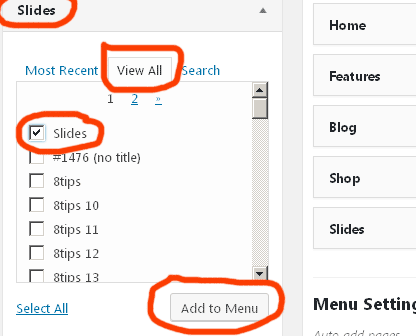 Slides
Most Recent View All Search
1 2 »
Slides
#1476 (no title)
8tips
8tips 10
8tips 11
8tips 12
8tips 13
Select All Add to Menu
Home
Features
Blog
Shop
Slides
Menu Setting
Auto add pages